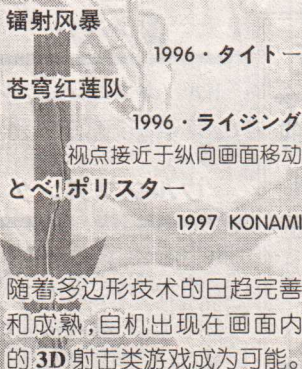 镭射风暴
1996・タイトー
苍穹红莲队
1996・ライジング
视点接近于纵向画面移动
とべ!ポリスター
1997 KONAMI
随着多边形技术的日趋完善
和成熟,自机出现在画面内
的 3D 射击类游戏成为可能。